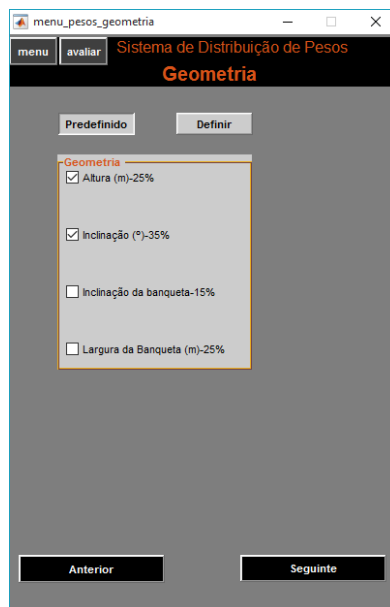 menu_pesos_geometria
menu avaliar Sistema de Distribuição de Pesos
Geometria
Predefinido Definir
Geometria
Altura (m)-25%
Inclinação (º)-35%
Inclinação da banqueta-15%
Largura da Banqueta (m)-25%
Anterior Seguinte